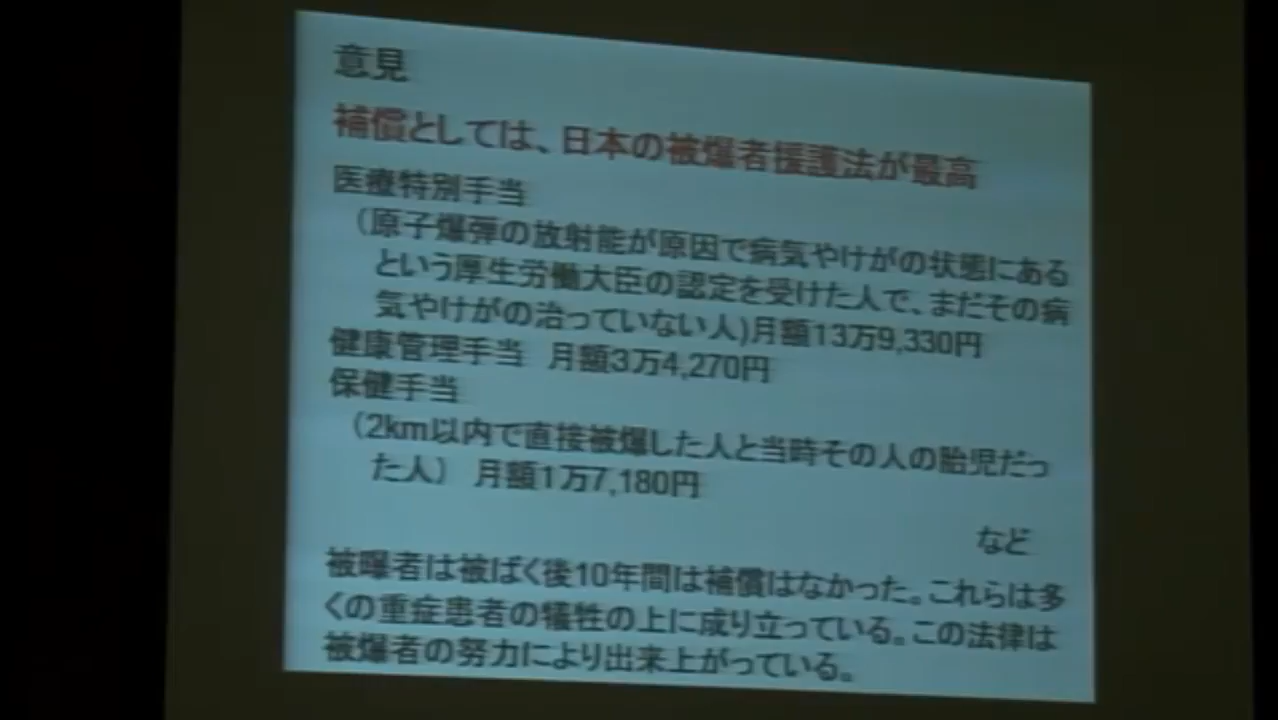 意見
補償としては、日本の被爆者援護法が最高
医療特別手当
（原子爆弾の放射能が原因で病気やけがの状態にある
という厚生労働大臣の認定を受けた人で、まだその病
気やけがの治っていない人)月額13万9,330円
健康管理手当　月額3万4,270円
保健手当
（2km以内で直接被爆した人と当時その人の胎児だっ
た人）　月額1万7,180円
など
被曝者は被ばく後10年間は補償はなかった。これらは多
くの重症患者の犠牲の上に成り立っている。この法律は
被爆者の努力により出来上がっている。